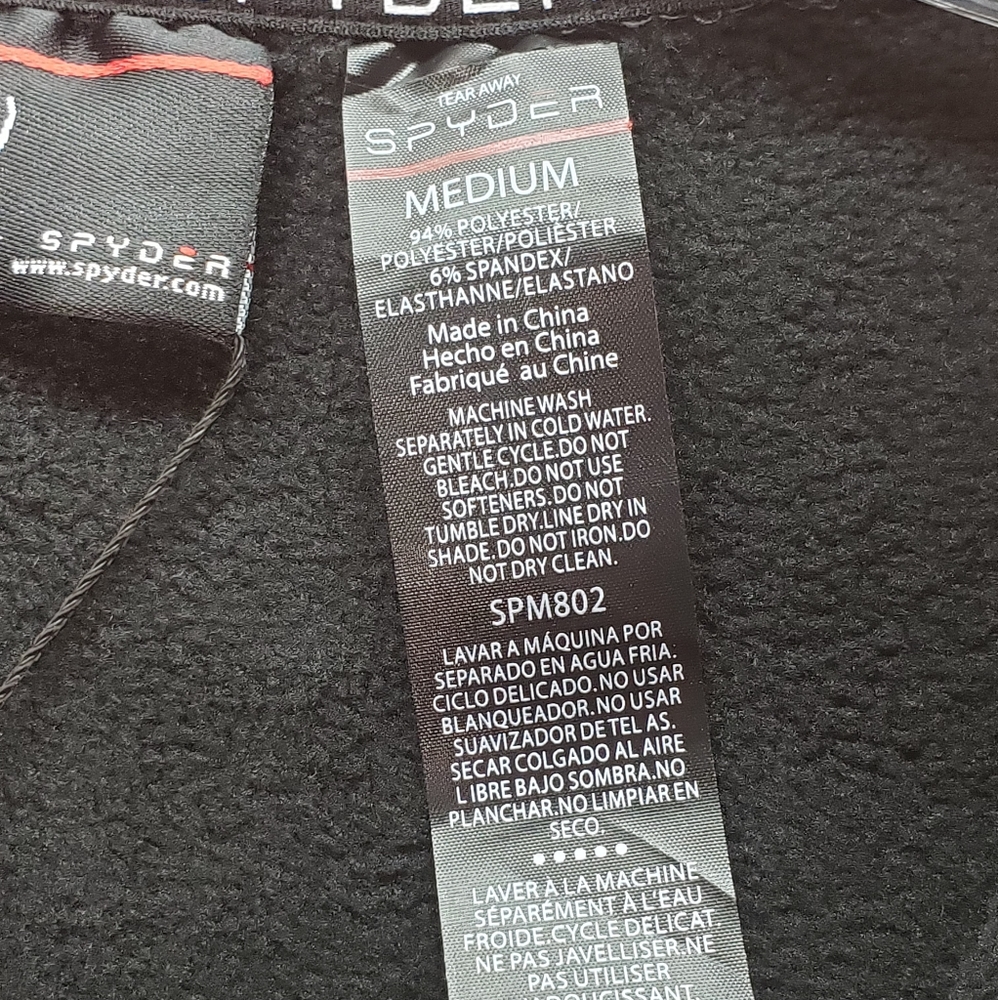 SPYDER
www.spyder.com
TEAR AWAY
SPYDER
MEDIUM
94% POLYESTER/
POLYESTER/POLIÉSTER
6% SPANDEX/
ELASTHANNE/ELASTANO
Made in China
Hecho en China
Fabriqué au Chine
MACHINE WASH
SEPARATELY IN COLD WATER.
GENTLE CYCLE.DO NOT
BLEACH.DO NOT USE
SOFTENERS.DO NOT
TUMBLE DRY.LINE DRY IN
SHADE.DO NOT IRON.DO
NOT DRY CLEAN.
SPM802
LAVAR A MÁQUINA POR
SEPARADO EN AGUA FRIA.
CICLO DELICADO.NO USAR
BLANQUEADOR.NO USAR
SUAVIZADOR DE TEL AS.
SECAR COLGADO AL AIRE
L IBRE BAJO SOMBRA.NO
PLANCHAR.NO LIMPIAR EN
SECO.
LAVER À LA MACHINE
SÉPARÉMENT À L'EAU
FROIDE.CYCLE DELICAT
NE PAS JAVELLISER.NE
PAS UTILISER